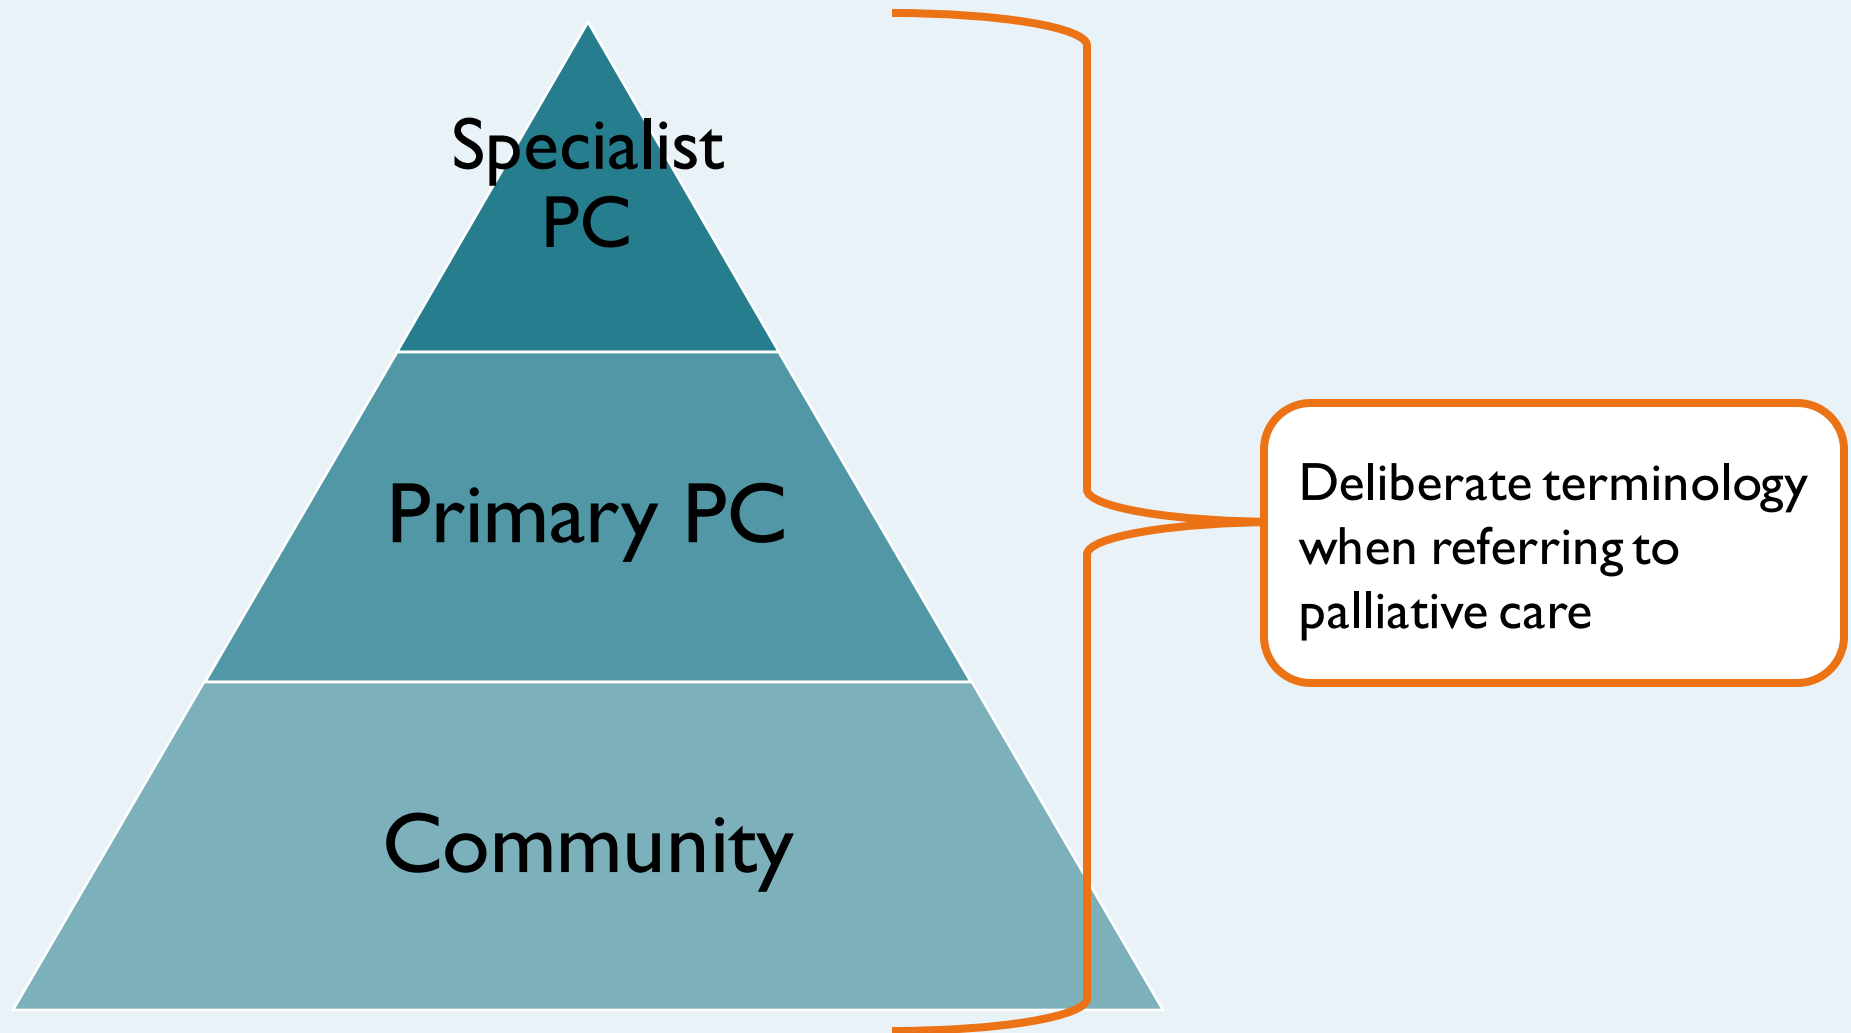 Specialist
PC
Primary PC
Community
Deliberate terminology
when referring to
palliative care